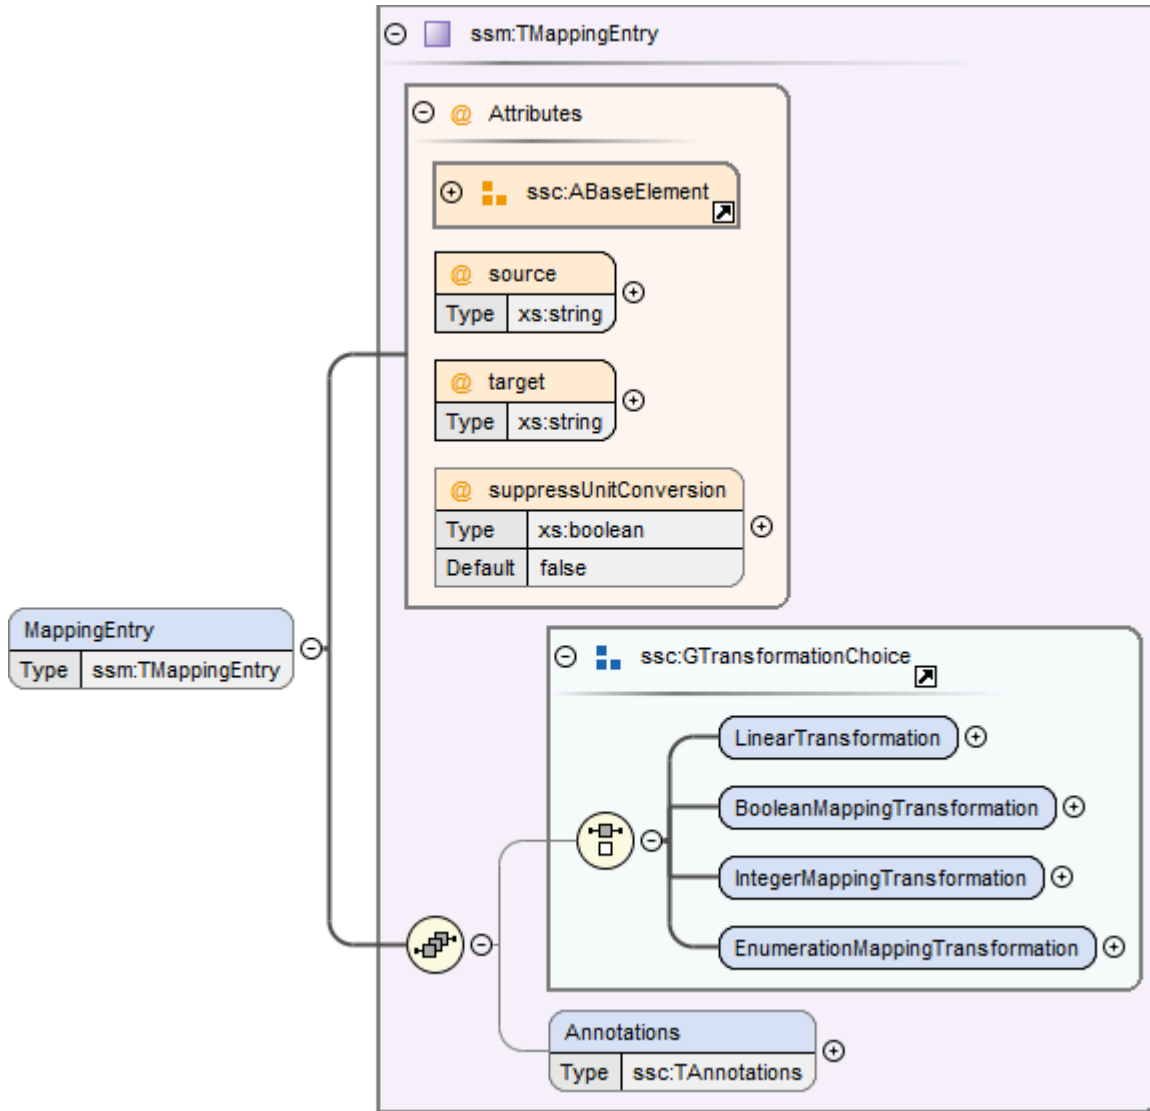 ssm:TMappingEntry
@ Attributes
ssc:ABaseElement
@ source
Type xs:string
@ target
Type xs:string
@ suppressUnitConversion
Type xs:boolean
Default false
MappingEntry
Type ssm:TMappingEntry
ssc:GTransformationChoice
LinearTransformation
BooleanMappingTransformation
IntegerMappingTransformation
EnumerationMappingTransformation
Annotations
Type ssc:TAnnotations